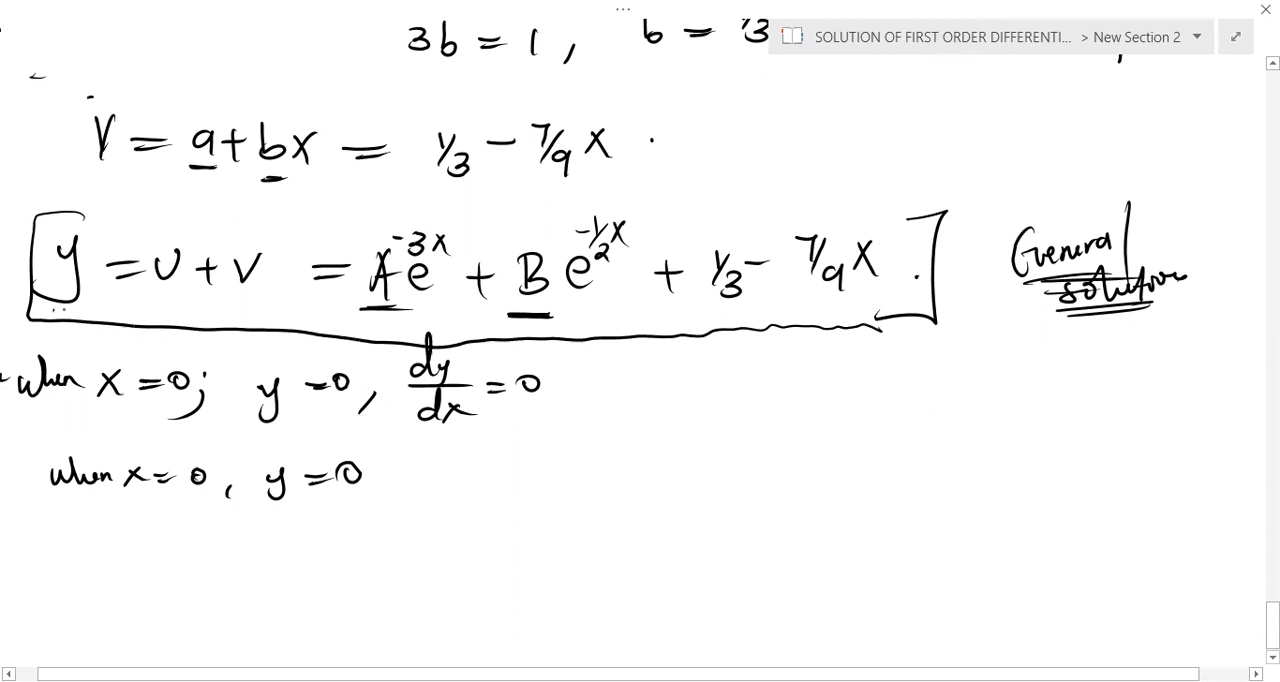 3b = 1, b = 1/3
SOLUTION OF FIRST ORDER DIFFERENTI... > New Section 2
V = a+bx = 1/3 - 7/9 x .
y = U + V = Ae^{-3x} + Be^{-1/2 x} + 1/3 - 7/9 x .
General solution
when x = 0; y = 0, dy/dx = 0
when x = 0, y = 0